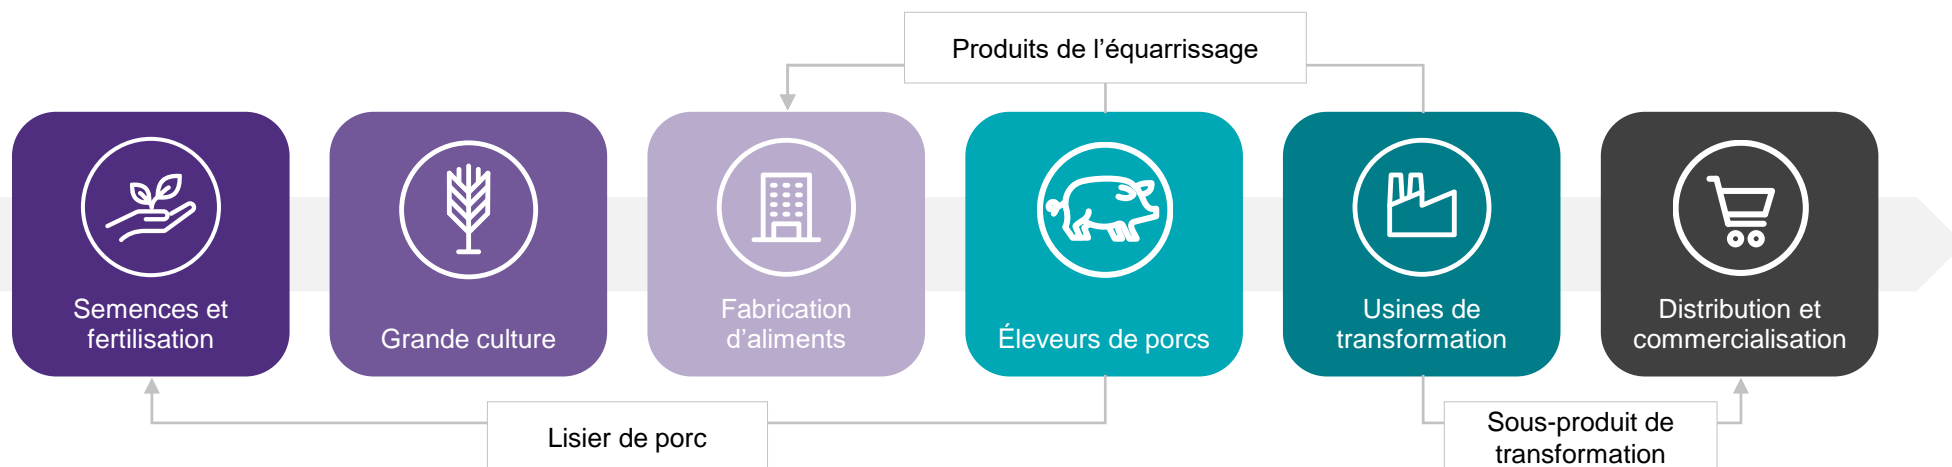 Produits de l’équarrissage
Semences et
fertilisation
Grande culture
Fabrication
d’aliments
Éleveurs de porcs
Usines de
transformation
Distribution et
commercialisation
Lisier de porc
Sous-produit de
transformation